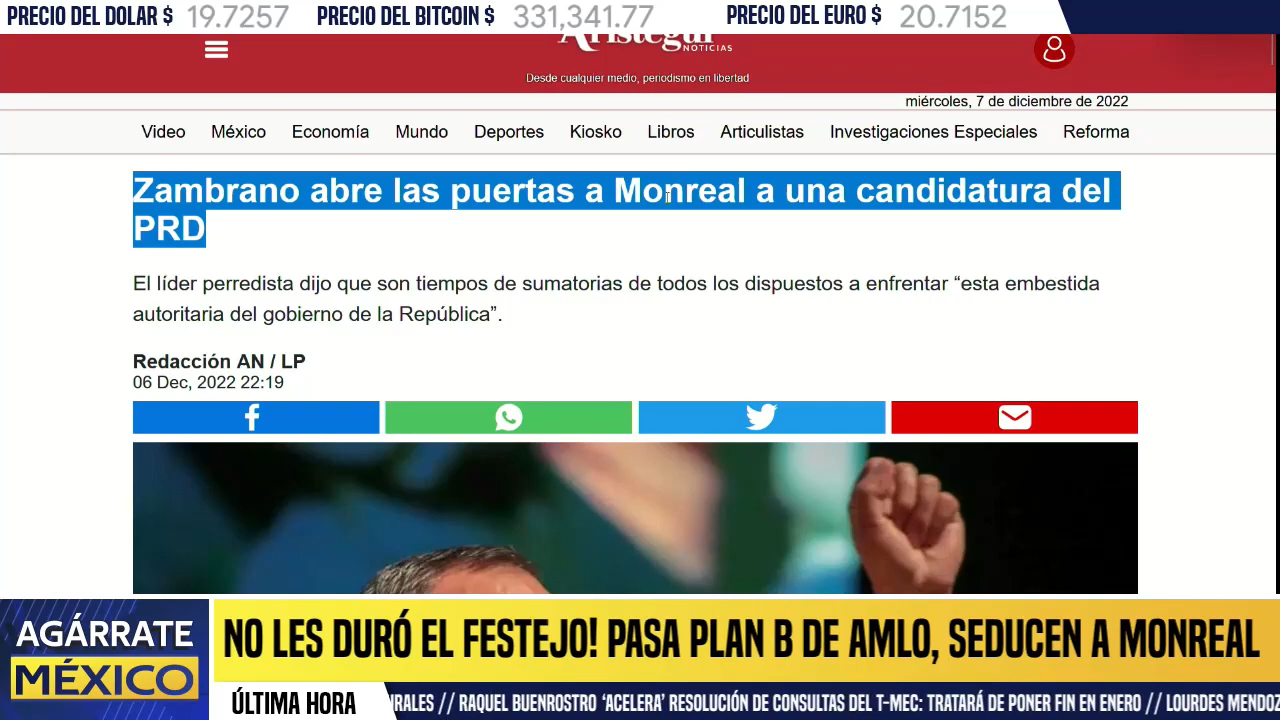 PRECIO DEL DOLAR $ 19.7257 PRECIO DEL BITCOIN $ 331,341.77 PRECIO DEL EURO $ 20.7152
Aristegui
NOTICIAS
Desde cualquier medio, periodismo en libertad
miércoles, 7 de diciembre de 2022
Video México Economía Mundo Deportes Kiosko Libros Articulistas Investigaciones Especiales Reforma
Zambrano abre las puertas a Monreal a una candidatura del
PRD
El líder perredista dijo que son tiempos de sumatorias de todos los dispuestos a enfrentar “esta embestida
autoritaria del gobierno de la República”.
Redacción AN / LP
06 Dec, 2022 22:19
AGÁRRATE
MÉXICO
NO LES DURÓ EL FESTEJO! PASA PLAN B DE AMLO, SEDUCEN A MONREAL
ÚLTIMA HORA
URALES // RAQUEL BUENROSTRO ‘ACELERA’ RESOLUCIÓN DE CONSULTAS DEL T-MEC: TRATARÁ DE PONER FIN EN ENERO // LOURDES MENDOZ